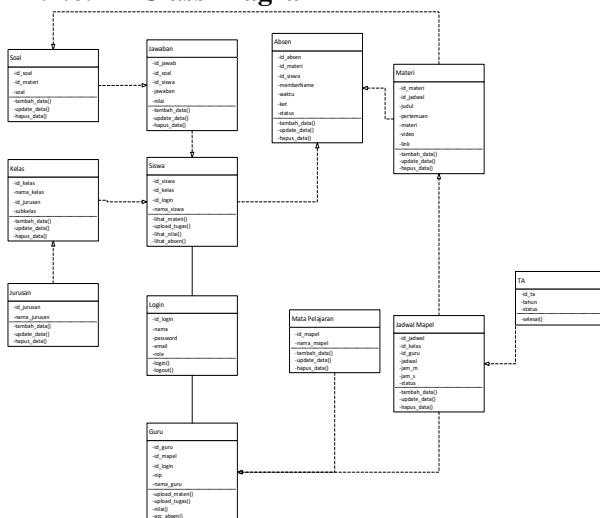 Soal
-id_soal
-id_materi
-soal
-tambah_data()
-update_data()
-hapus_data()
Jawaban
-id_jawab
-id_soal
-id_siswa
-jawaban
-nilai
-tambah_data()
-update_data()
-hapus_data()
Absen
-id_absen
-id_materi
-id_siswa
-memberName
-waktu
-ket
-status
-tambah_data()
-update_data()
-hapus_data()
Materi
-id_materi
-id_jadwal
-judul
-pertemuan
-materi
-video
-link
-tambah_data()
-update_data()
-hapus_data()
Kelas
-id_kelas
-nama_kelas
-id_jurusan
-subkelas
-tambah_data()
-update_data()
-hapus_data()
Siswa
-id_siswa
-id_kelas
-id_login
-nama_siswa
-lihat_materi()
-upload_tugas()
-lihat_nilai()
-lihat_absen()
Jurusan
-id_jurusan
-nama_jurusan
-tambah_data()
-update_data()
-hapus_data()
Login
-id_login
-nama
-password
-email
-role
-login()
-logout()
Mata Pelajaran
-id_mapel
-nama_mapel
-tambah_data()
-update_data()
-hapus_data()
Jadwal Mapel
-id_jadwal
-id_kelas
-id_guru
-jadwal
-jam_m
-jam_s
-status
-tambah_data()
-update_data()
-hapus_data()
TA
-id_ta
-tahun
-status
-selesai()
Guru
-id_guru
-id_mapel
-id_login
-nip
-nama_guru
-upload_materi()
-upload_tugas()
-nilai()
-acc_absen()